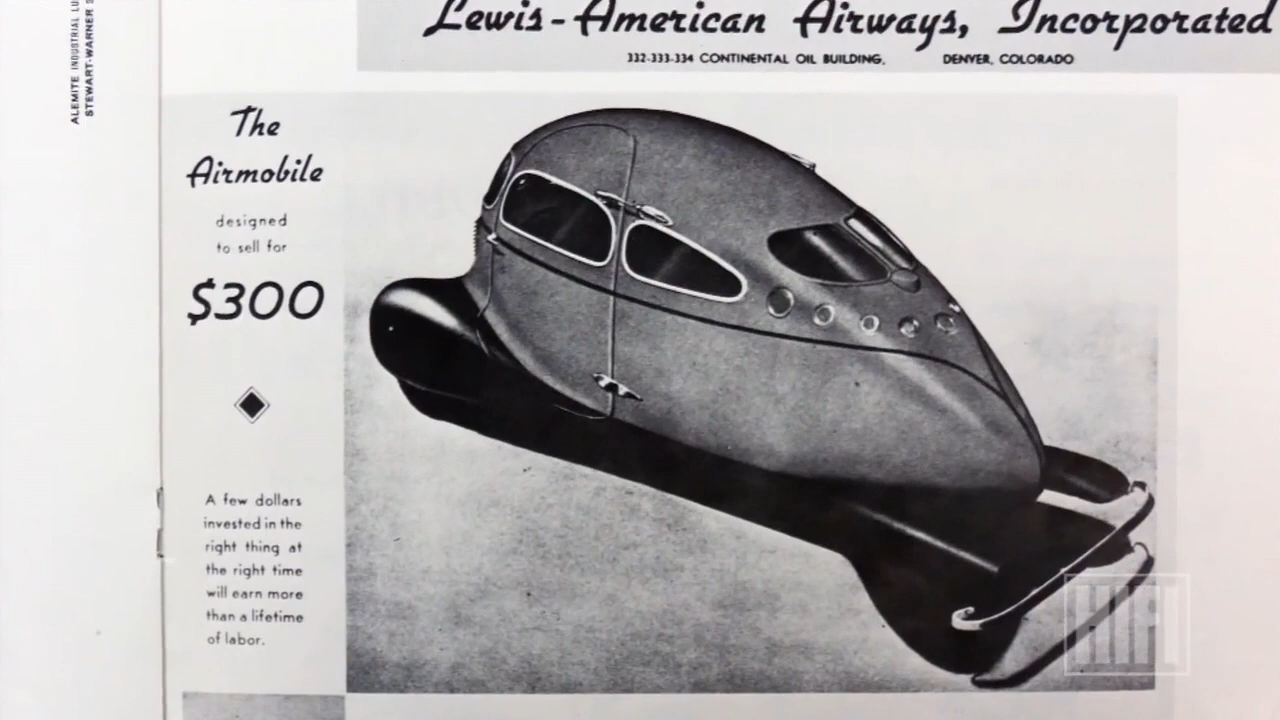 ALEMITE INDUSTRIAL LU
STEWART-WARNER
Lewis-American Airways, Incorporated
332-333-334 CONTINENTAL OIL BUILDING, DENVER, COLORADO
The
Airmobile
designed
to sell for
$300
A few dollars
invested in the
right thing at
the right time
will earn more
than a lifetime
of labor.
HIFI